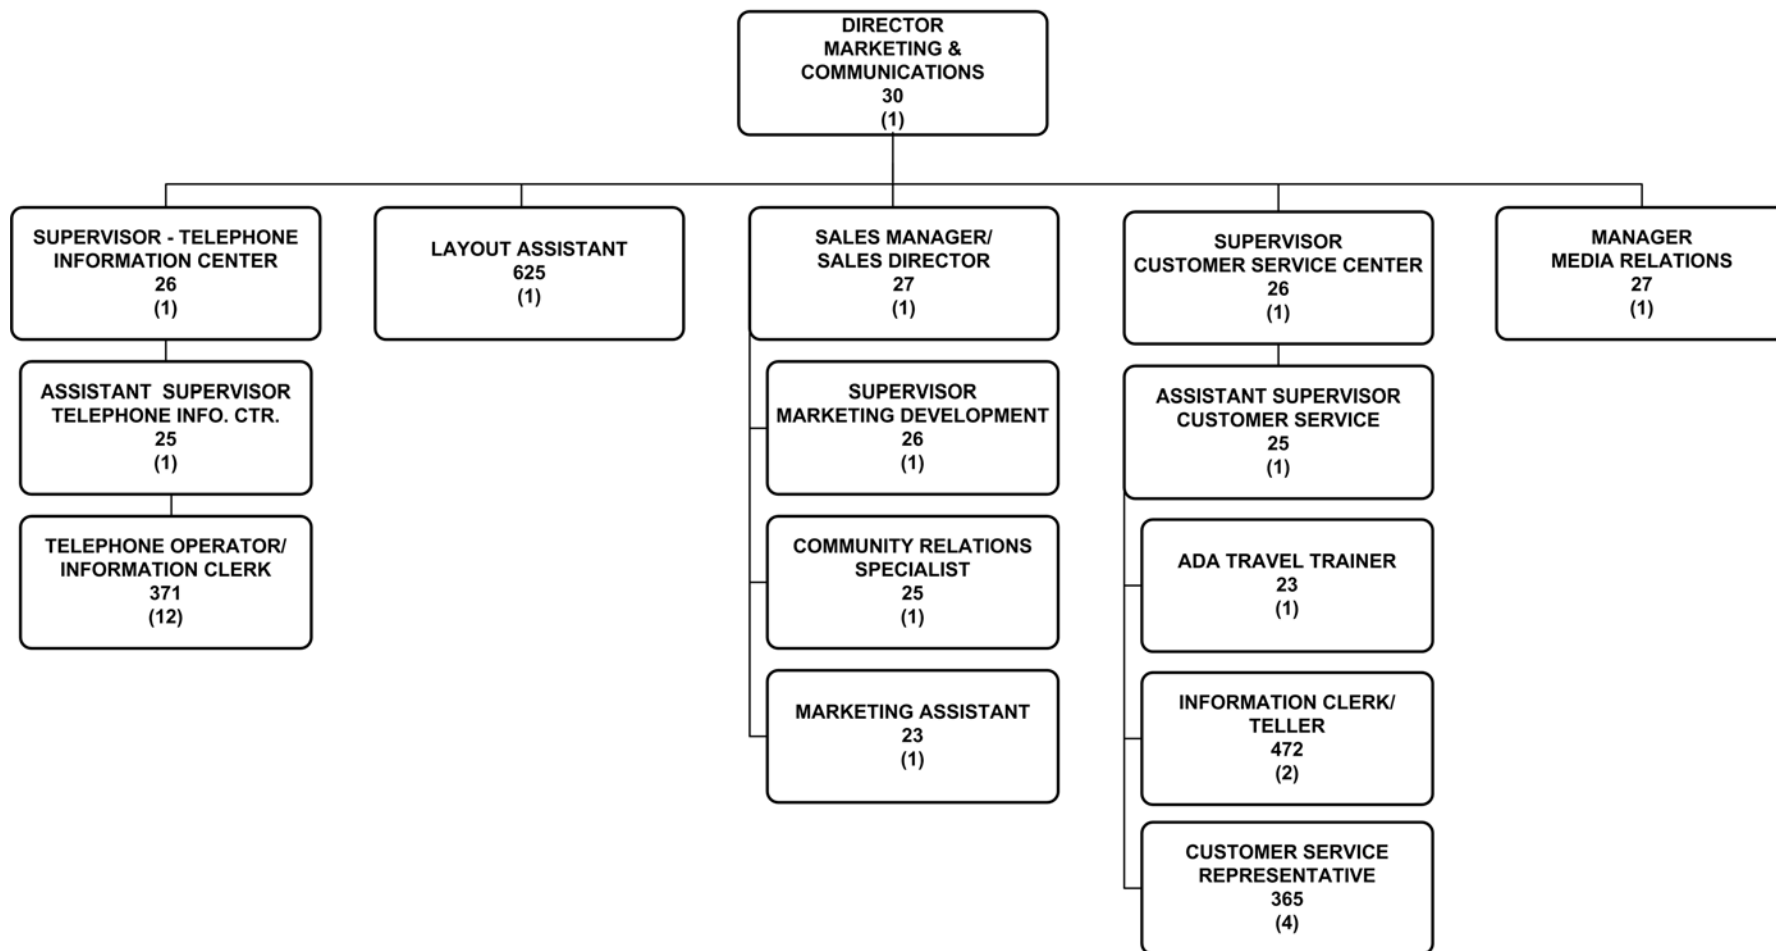 DIRECTOR
MARKETING &
COMMUNICATIONS
30
(1)
SUPERVISOR - TELEPHONE
INFORMATION CENTER
26
(1)
LAYOUT ASSISTANT
625
(1)
SALES MANAGER/
SALES DIRECTOR
27
(1)
SUPERVISOR
CUSTOMER SERVICE CENTER
26
(1)
MANAGER
MEDIA RELATIONS
27
(1)
ASSISTANT SUPERVISOR
TELEPHONE INFO. CTR.
25
(1)
TELEPHONE OPERATOR/
INFORMATION CLERK
371
(12)
SUPERVISOR
MARKETING DEVELOPMENT
26
(1)
COMMUNITY RELATIONS
SPECIALIST
25
(1)
MARKETING ASSISTANT
23
(1)
ASSISTANT SUPERVISOR
CUSTOMER SERVICE
25
(1)
ADA TRAVEL TRAINER
23
(1)
INFORMATION CLERK/
TELLER
472
(2)
CUSTOMER SERVICE
REPRESENTATIVE
365
(4)